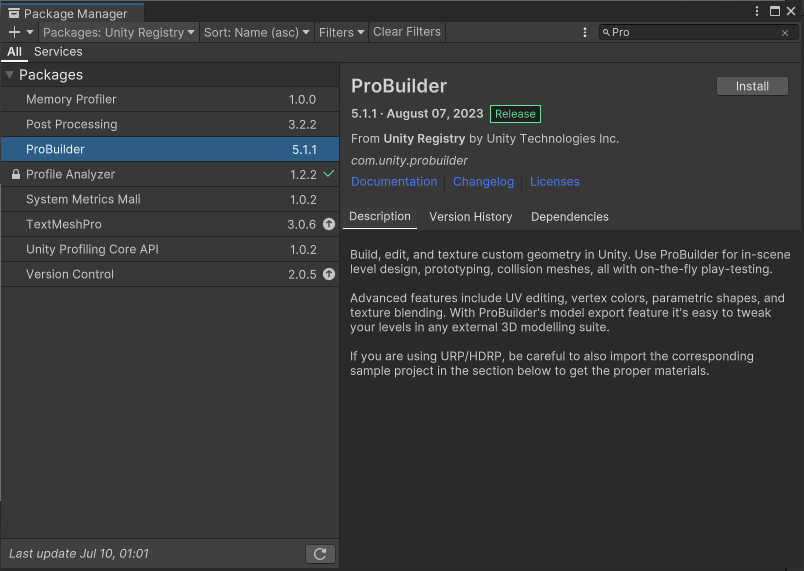 Package Manager
Packages: Unity Registry Sort: Name (asc) Filters Clear Filters Pro
All Services
Packages
Memory Profiler 1.0.0
Post Processing 3.2.2
ProBuilder 5.1.1
Profile Analyzer 1.2.2
System Metrics Mali 1.0.2
TextMeshPro 3.0.6
Unity Profiling Core API 1.0.2
Version Control 2.0.5
Last update Jul 10, 01:01
ProBuilder Install
5.1.1 · August 07, 2023 Release
From Unity Registry by Unity Technologies Inc.
com.unity.probuilder
Documentation Changelog Licenses
Description Version History Dependencies
Build, edit, and texture custom geometry in Unity. Use ProBuilder for in-scene
level design, prototyping, collision meshes, all with on-the-fly play-testing.
Advanced features include UV editing, vertex colors, parametric shapes, and
texture blending. With ProBuilder's model export feature it's easy to tweak
your levels in any external 3D modelling suite.
If you are using URP/HDRP, be careful to also import the corresponding
sample project in the section below to get the proper materials.